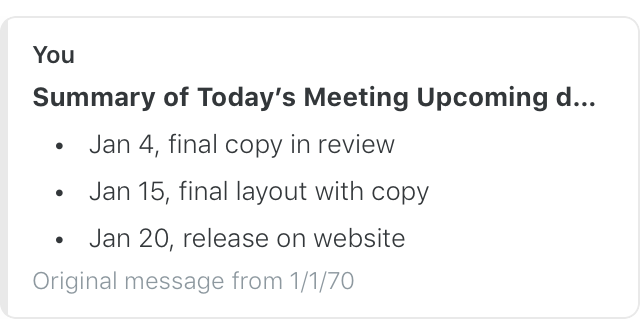 You
Summary of Today’s Meeting Upcoming d...
• Jan 4, final copy in review
• Jan 15, final layout with copy
• Jan 20, release on website
Original message from 1/1/70